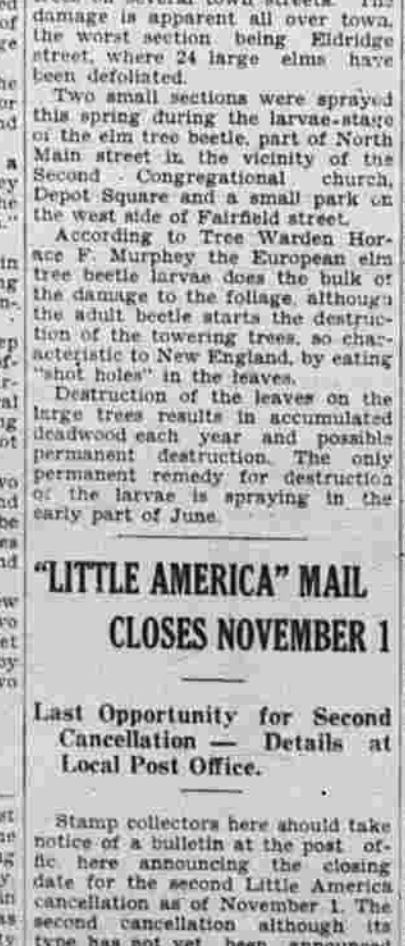 damage is apparent all over town,
the worst section being Eldridge
street, where 24 large elms have
been defoliated.
Two small sections were sprayed
this spring during the larvae-stage
of the elm tree beetle, part of North
Main street in the vicinity of the
Second Congregational church,
Depot Square and a small park on
the west side of Fairfield street.
According to Tree Warden Hor-
ace F. Murphey the European elm
tree beetle larvae does the bulk of
the damage to the foliage, although
the adult beetle starts the destruc-
tion of the towering trees, so char-
acteristic to New England, by eating
"shot holes" in the leaves.
Destruction of the leaves on the
large trees results in accumulated
deadwood each year and possible
permanent destruction. The only
permanent remedy for destruction
of the larvae is spraying in the
early part of June.
"LITTLE AMERICA" MAIL
CLOSES NOVEMBER 1
Last Opportunity for Second
Cancellation — Details at
Local Post Office.
Stamp collectors here should take
notice of a bulletin at the post of-
fic here announcing the closing
date for the second Little America
cancellation as of November 1. The
second cancellation although its
type has not yet been announced